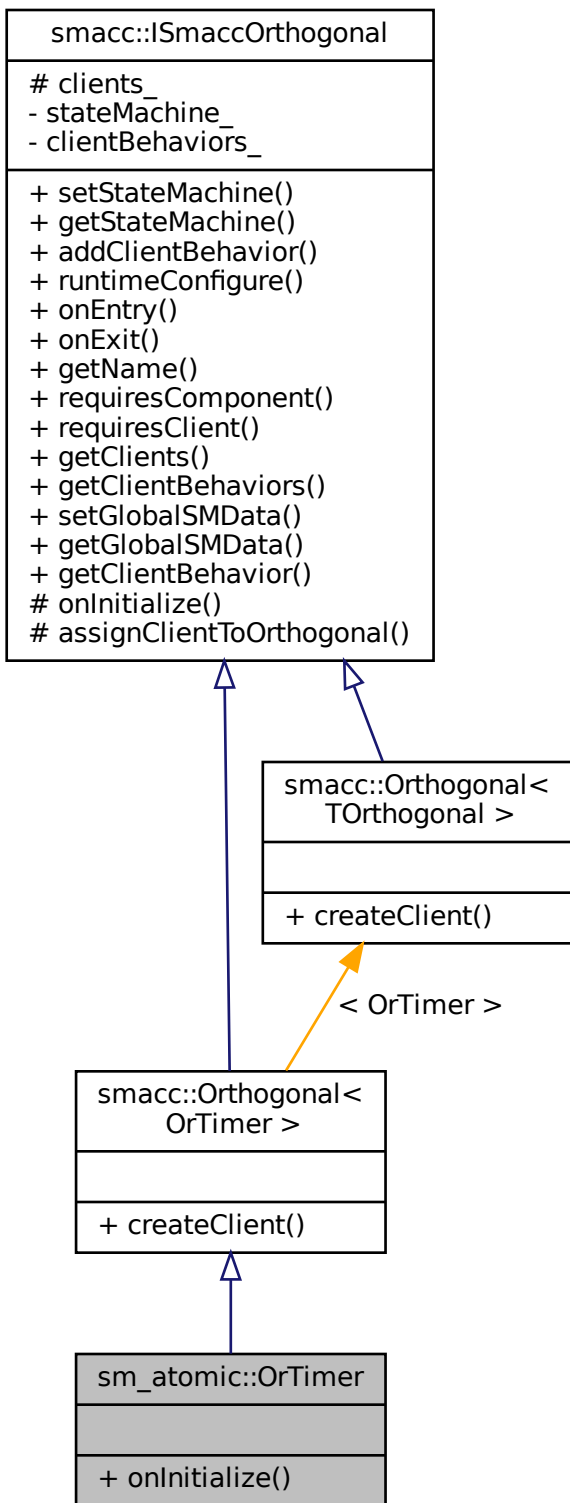 smacc::ISmaccOrthogonal
# clients_
- stateMachine_
- clientBehaviors_
+ setStateMachine()
+ getStateMachine()
+ addClientBehavior()
+ runtimeConfigure()
+ onEntry()
+ onExit()
+ getName()
+ requiresComponent()
+ requiresClient()
+ getClients()
+ getClientBehaviors()
+ setGlobalSMData()
+ getGlobalSMData()
+ getClientBehavior()
# onInitialize()
# assignClientToOrthogonal()
smacc::Orthogonal<
TOrthogonal >
+ createClient()
< OrTimer >
smacc::Orthogonal<
OrTimer >
+ createClient()
sm_atomic::OrTimer
+ onInitialize()